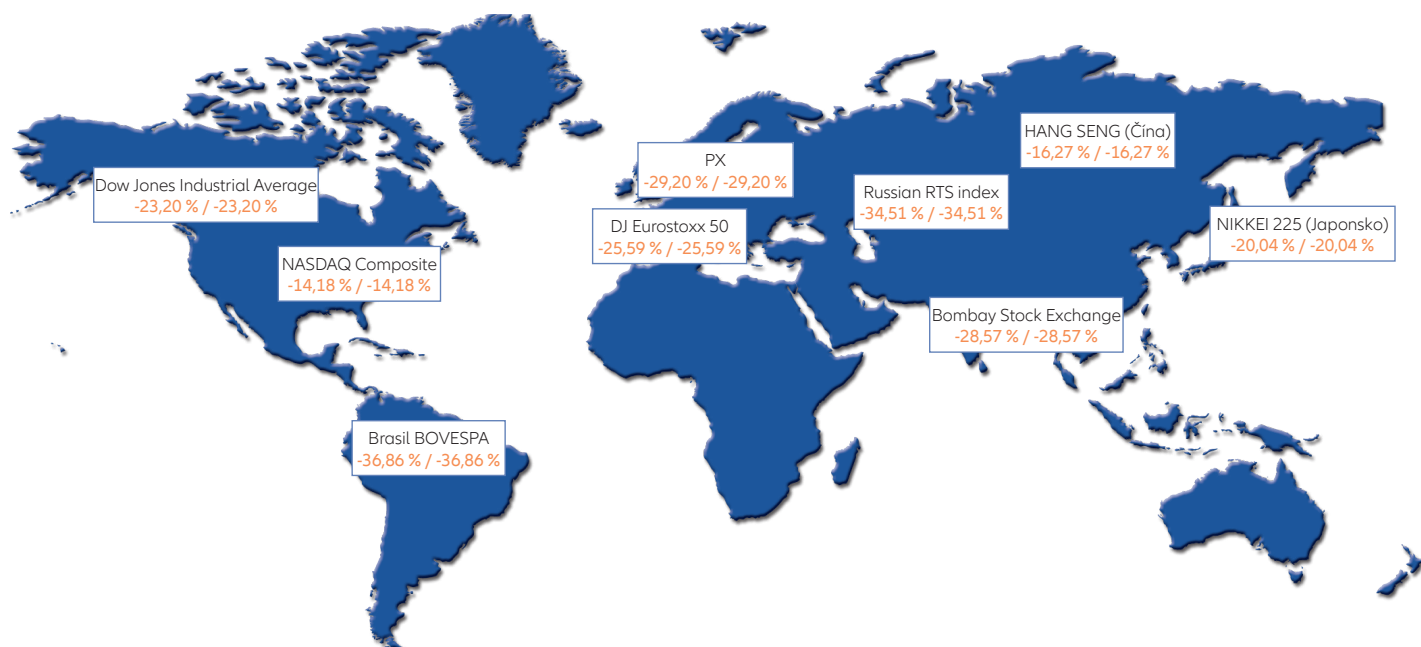 HANG SENG (Čína)
-16,27 % / -16,27 %
PX
-29,20 % / -29,20 %
Dow Jones Industrial Average
-23,20 % / -23,20 %
Russian RTS index
-34,51 % / -34,51 %
DJ Eurostoxx 50
-25,59 % / -25,59 %
NIKKEI 225 (Japonsko)
-20,04 % / -20,04 %
NASDAQ Composite
-14,18 % / -14,18 %
Bombay Stock Exchange
-28,57 % / -28,57 %
Brasil BOVESPA
-36,86 % / -36,86 %